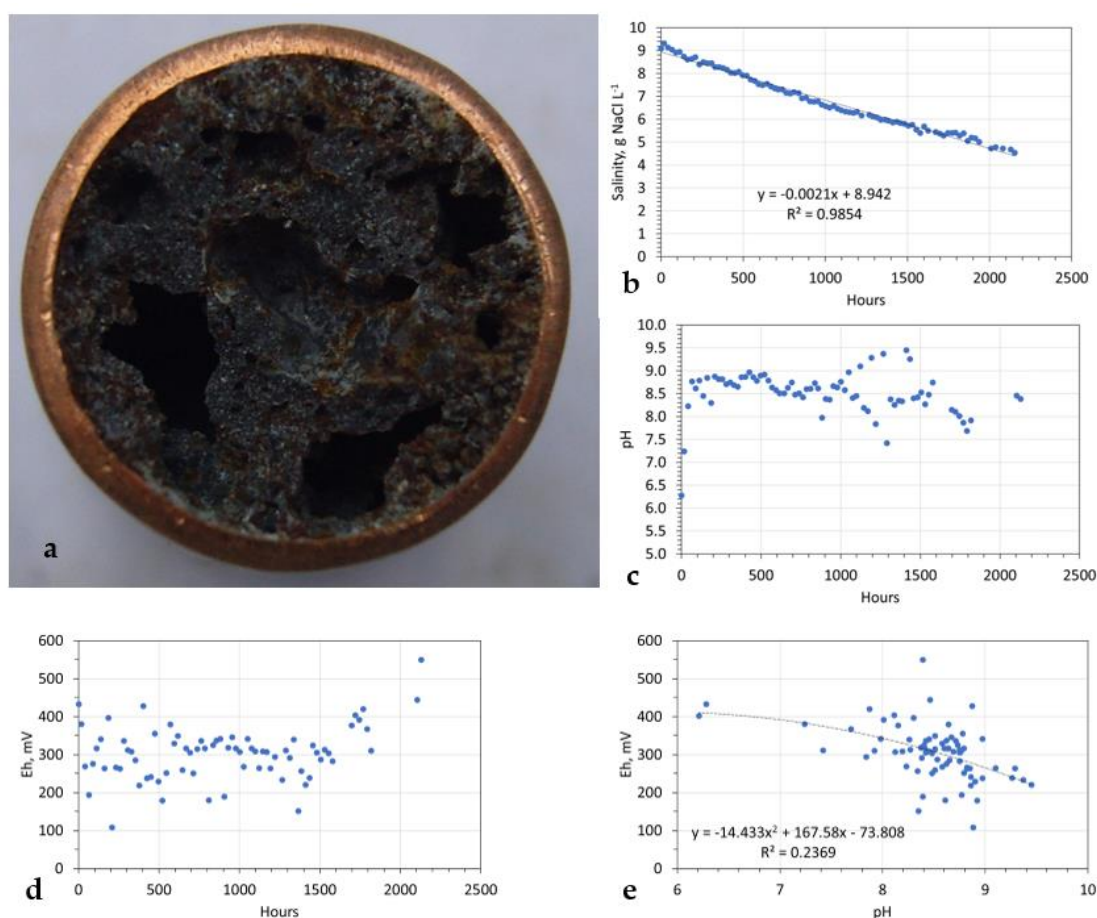 a
10
9
8
7
6
5
4
3
2
1
0
Salinity, g NaCl L⁻¹
y = -0.0021x + 8.942
R² = 0.9854
0 500 1000 1500 2000 2500
Hours
b
10.0
9.5
9.0
8.5
8.0
7.5
7.0
6.5
6.0
5.5
5.0
pH
0 500 1000 1500 2000 2500
Hours
c
600
500
400
300
200
100
0
Eh, mV
0 500 1000 1500 2000 2500
Hours
d
600
500
400
300
200
100
0
Eh, mV
y = -14.433x² + 167.58x - 73.808
R² = 0.2369
6 7 8 9 10
pH
e